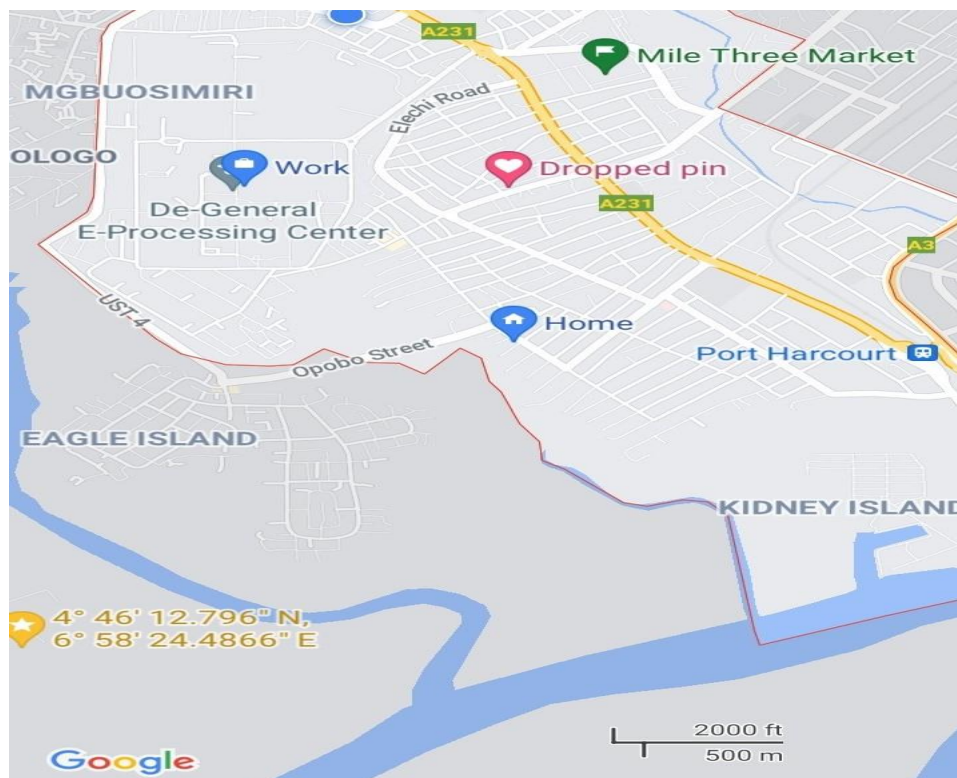 A231
Mile Three Market
MGBUOSIMIRI
Elechi Road
OLOGO
Work
Dropped pin
De-General
E-Processing Center
A231
A3
UST-4
Home
Opobo Street
Port Harcourt
EAGLE ISLAND
KIDNEY ISLAND
4° 46' 12.796" N,
6° 58' 24.4866" E
2000 ft
500 m
Google